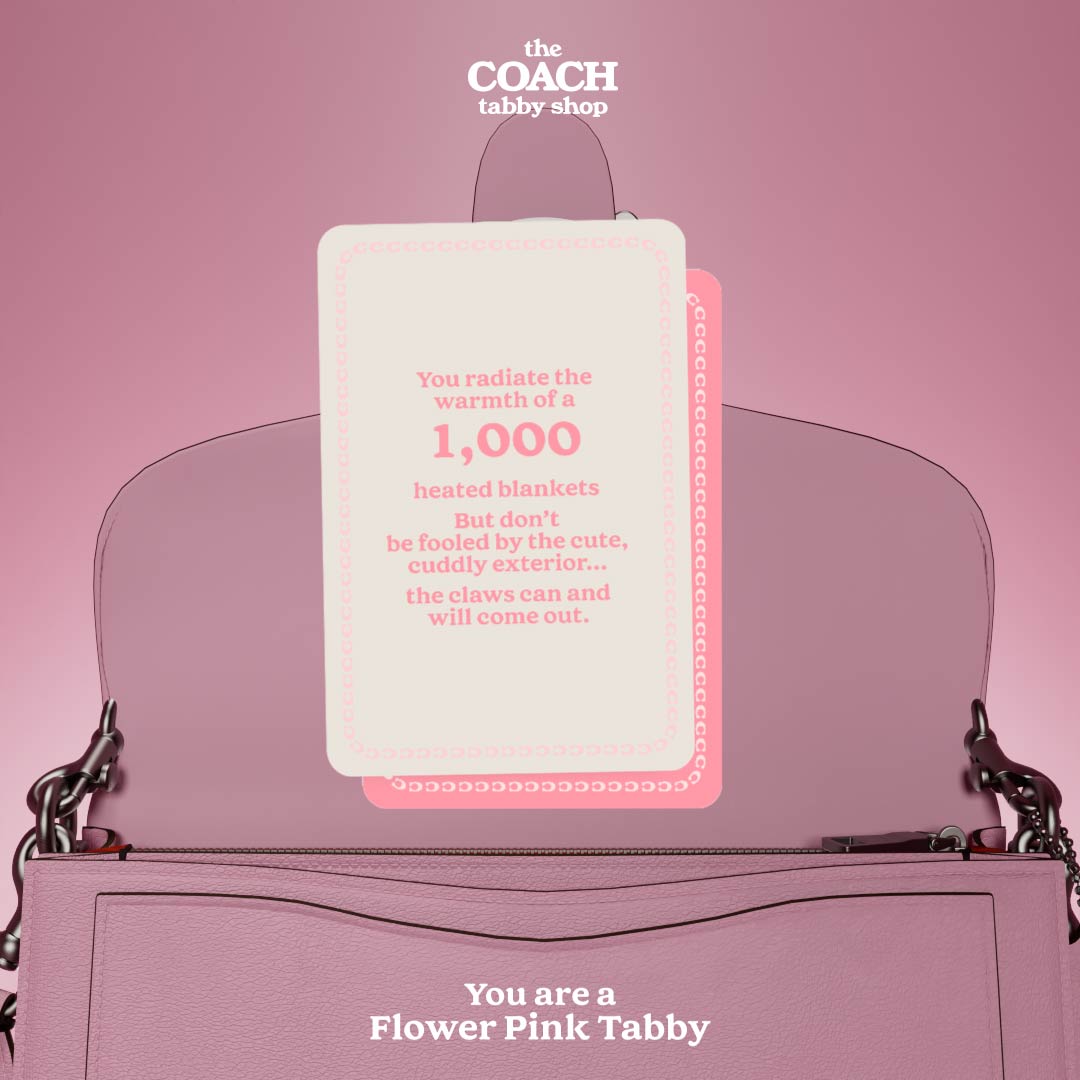 the
COACH
tabby shop
You radiate the
warmth of a
1,000
heated blankets
But don't
be fooled by the cute,
cuddly exterior...
the claws can and
will come out.
You are a
Flower Pink Tabby